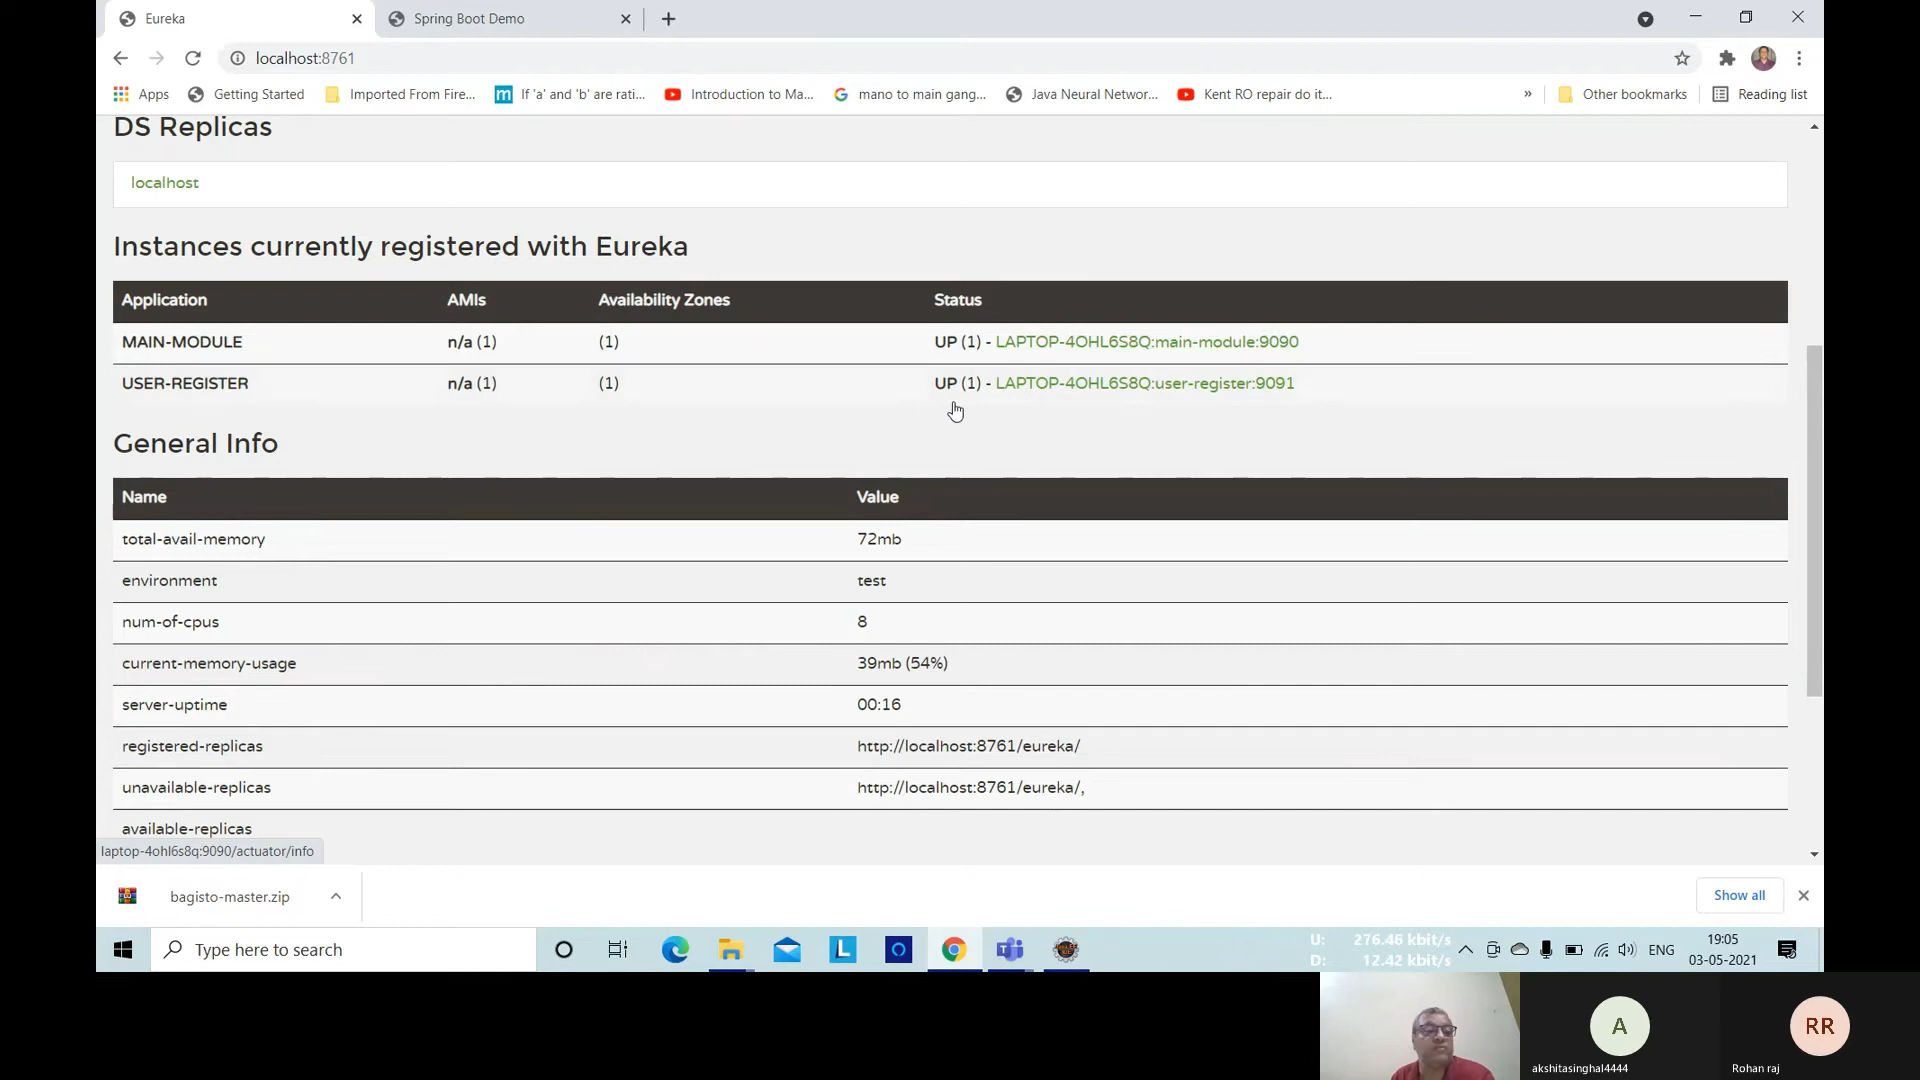 Eureka
Spring Boot Demo
localhost:8761
Apps
Getting Started
Imported From Fire...
If 'a' and 'b' are rati...
Introduction to Ma...
mano to main gang...
Java Neural Networ...
Kent RO repair do it...
»
Other bookmarks
Reading list
DS Replicas
localhost
Instances currently registered with Eureka
Application AMIs Availability Zones Status
MAIN-MODULE n/a (1) (1) UP (1) - LAPTOP-4OHL6S8Q:main-module:9090
USER-REGISTER n/a (1) (1) UP (1) - LAPTOP-4OHL6S8Q:user-register:9091
General Info
Name Value
total-avail-memory 72mb
environment test
num-of-cpus 8
current-memory-usage 39mb (54%)
server-uptime 00:16
registered-replicas http://localhost:8761/eureka/
unavailable-replicas http://localhost:8761/eureka/,
available-replicas
laptop-4ohl6s8q:9090/actuator/info
bagisto-master.zip
Show all
Type here to search
U: 276.46 kbit/s
D: 12.42 kbit/s
ENG
19:05
03-05-2021
A
RR
akshitasinghal4444
Rohan raj